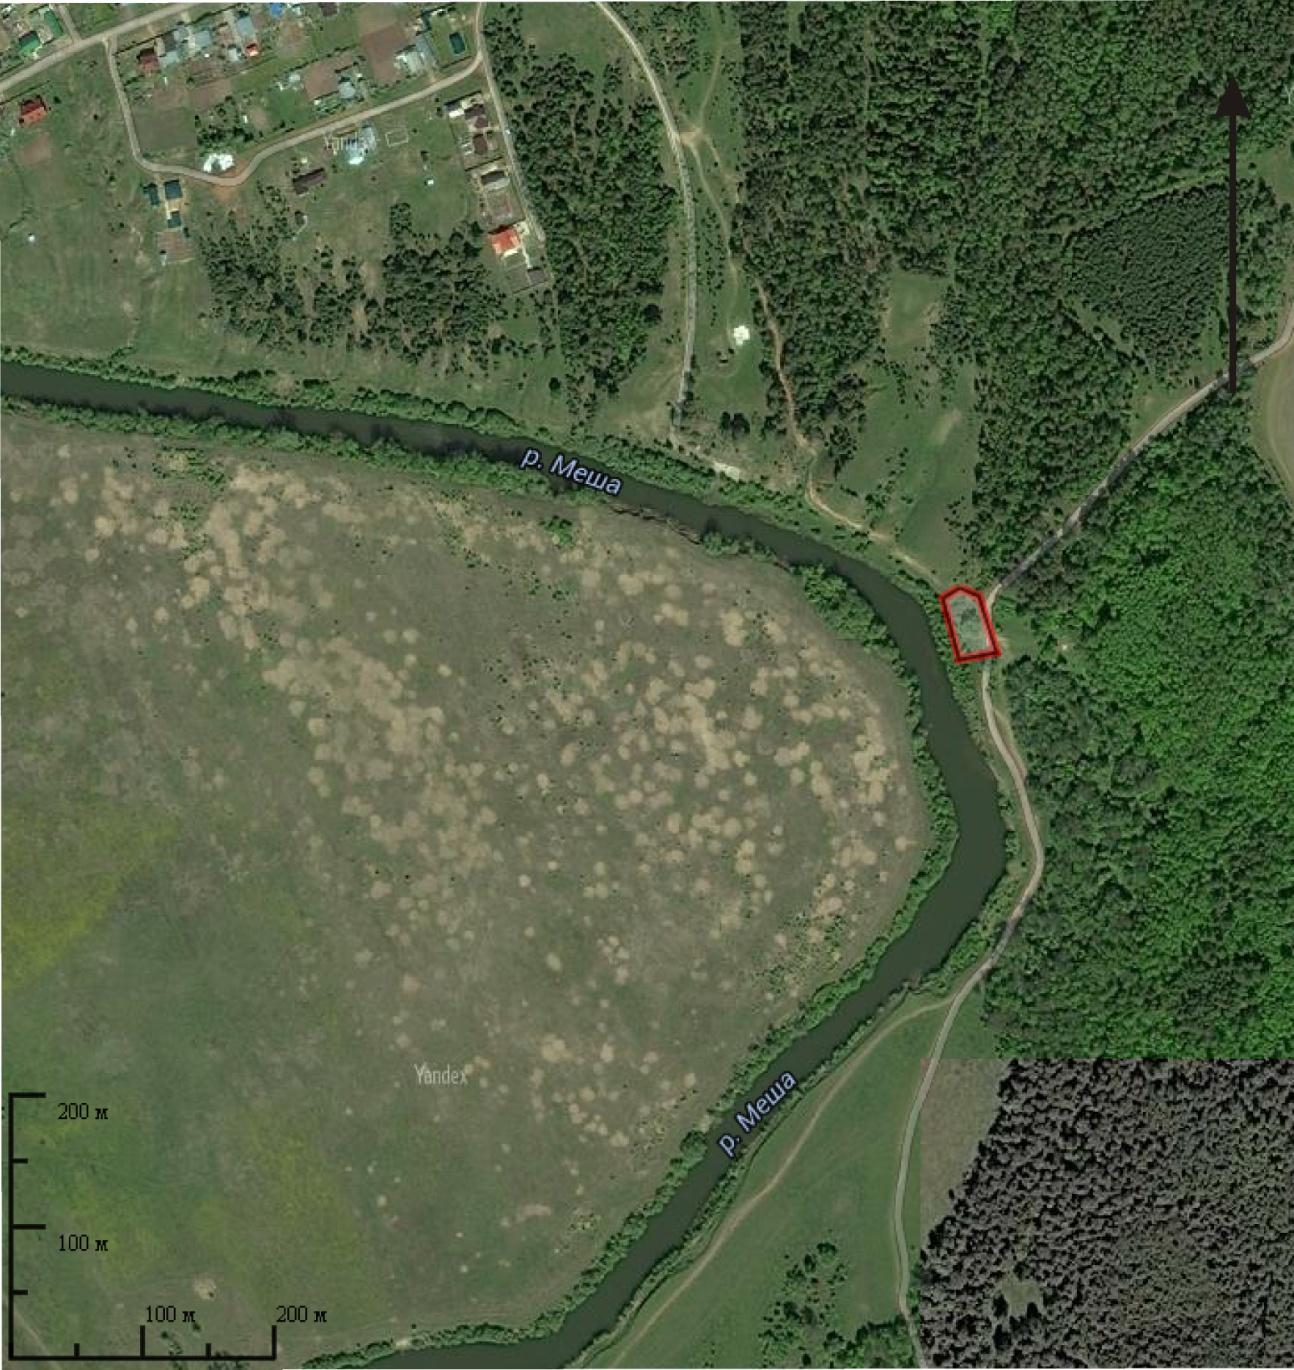 Yandex
р. Меша
Yandex
р. Меша
200 м
100 м
100 м 200 м